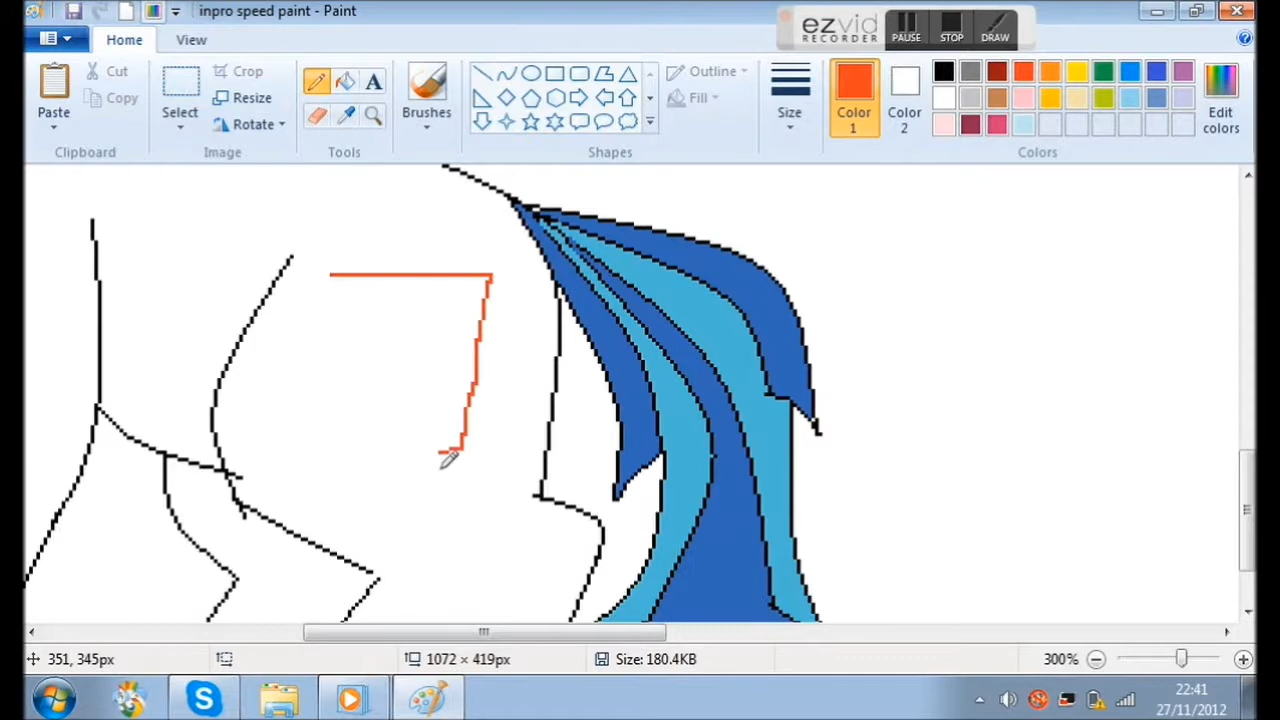 inpro speed paint - Paint
ezvid
RECORDER
PAUSE
STOP
DRAW
Home
View
Paste
Cut
Copy
Clipboard
Select
Crop
Resize
Rotate
Image
A
Tools
Brushes
Outline
Fill
Shapes
Size
Color
1
Color
2
Edit
colors
Colors
351, 345px
1072 × 419px
Size: 180.4KB
300%
22:41
27/11/2012